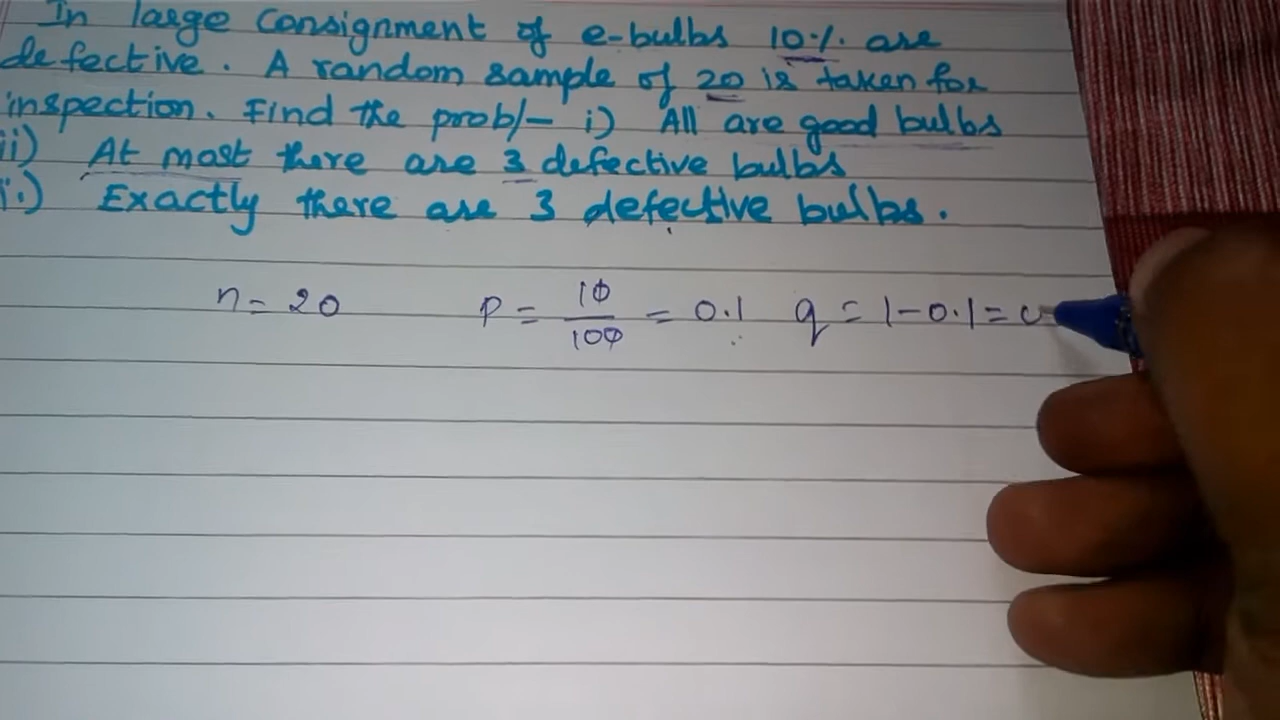 In large consignment of e-bulbs 10% are
defective. A random sample of 20 is taken for
inspection. Find the prob/- i) All are good bulbs
ii) At most there are 3 defective bulbs
i.) Exactly there are 3 defective bulbs.
n = 20 p = 10/100 = 0.1 q = 1-0.1 =